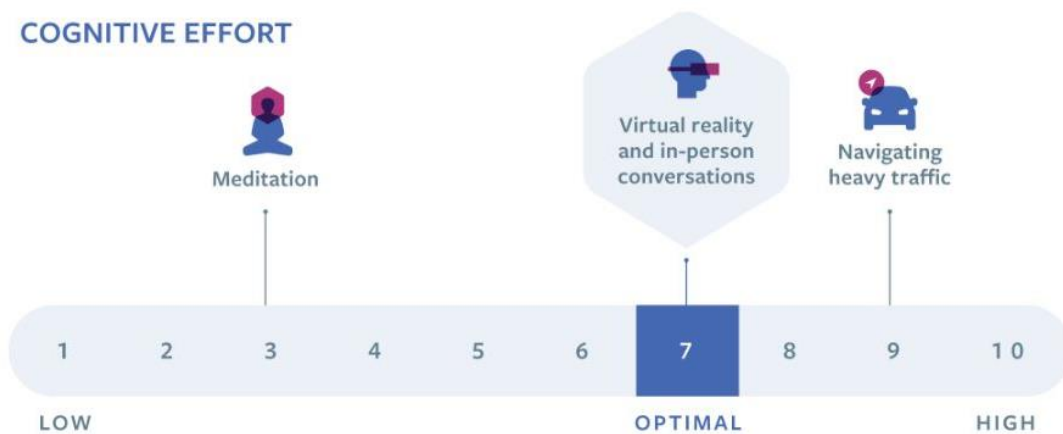 COGNITIVE EFFORT
Meditation
Virtual reality
and in-person
conversations
Navigating
heavy traffic
1 2 3 4 5 6 7 8 9 10
LOW OPTIMAL HIGH